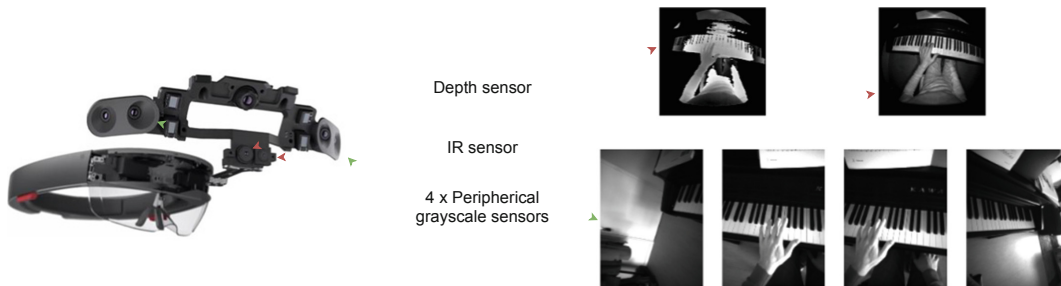 Depth sensor
IR sensor
4 x Peripherical
grayscale sensors